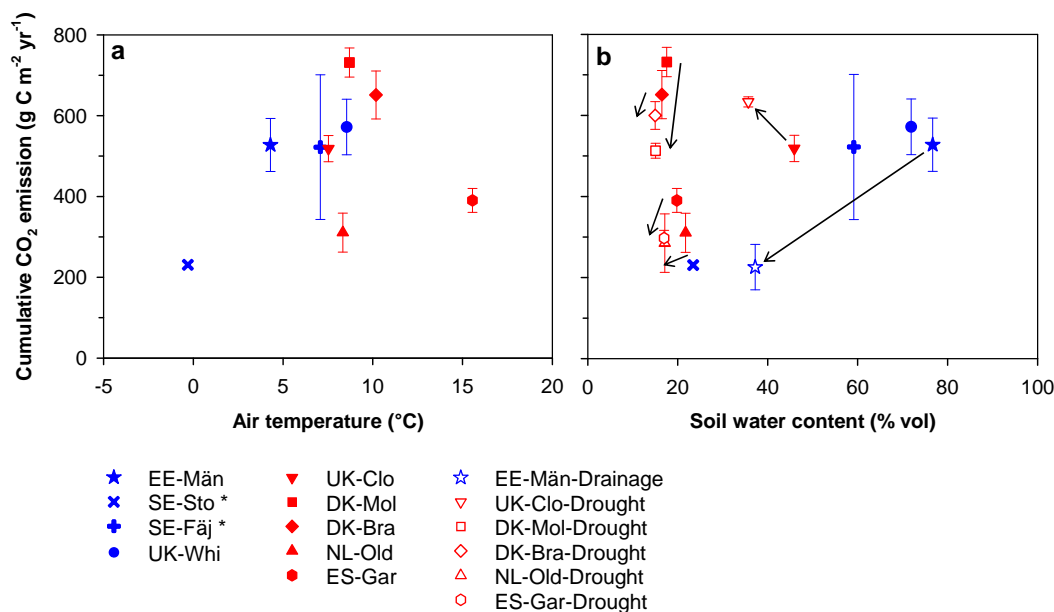 Cumulative CO2 emission (g C m-2 yr-1)
800
600
400
200
0
a
-5 0 5 10 15 20
Air temperature (°C)
b
0 20 40 60 80 100
Soil water content (% vol)
EE-Män
SE-Sto *
SE-Fäj *
UK-Whi
UK-Clo
DK-Mol
DK-Bra
NL-Old
ES-Gar
EE-Män-Drainage
UK-Clo-Drought
DK-Mol-Drought
DK-Bra-Drought
NL-Old-Drought
ES-Gar-Drought